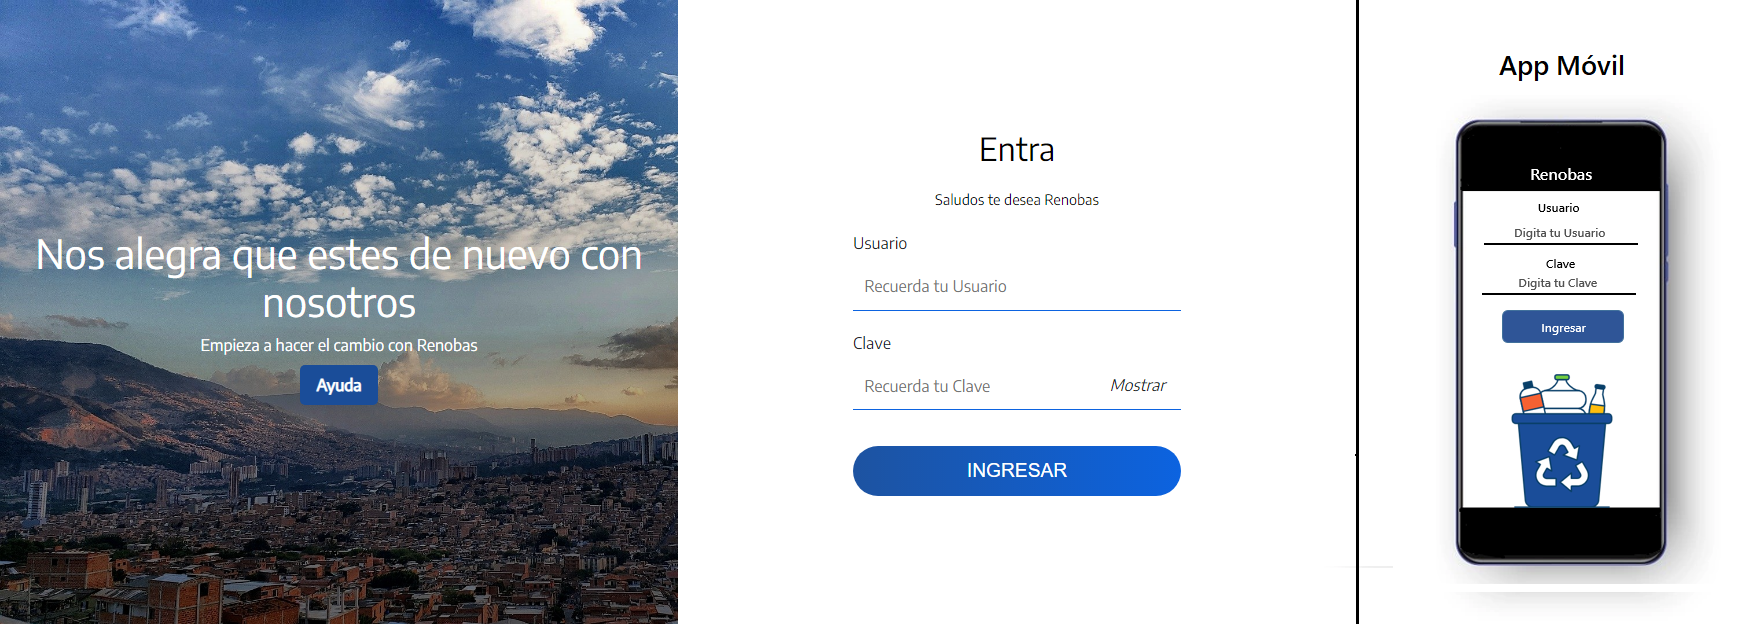 Nos alegra que estes de nuevo con
nosotros
Empieza a hacer el cambio con Renobas
Ayuda
Entra
Saludos te desea Renobas
Usuario
Recuerda tu Usuario
Clave
Recuerda tu Clave
Mostrar
INGRESAR
App Móvil
Renobas
Usuario
Digita tu Usuario
Clave
Digita tu Clave
Ingresar